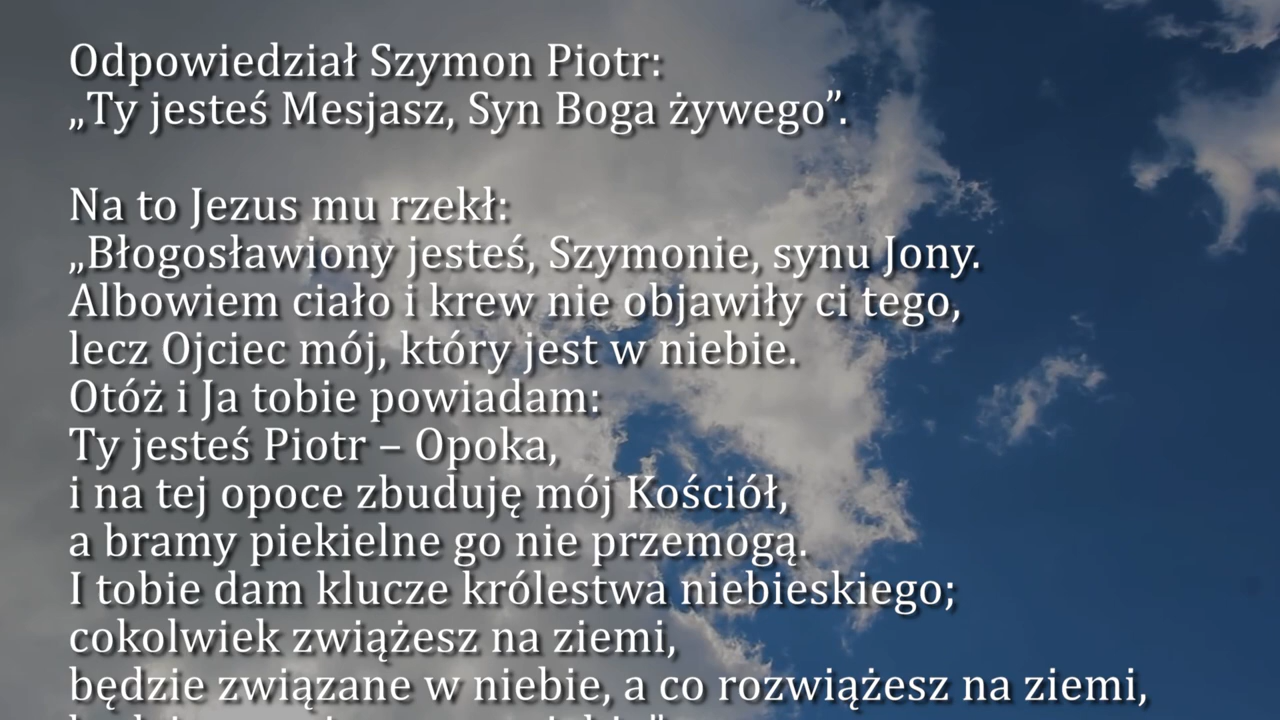 Odpowiedział Szymon Piotr:
„Ty jesteś Mesjasz, Syn Boga żywego”.
Na to Jezus mu rzekł:
„Błogosławiony jesteś, Szymonie, synu Jony.
Albowiem ciało i krew nie objawiły ci tego,
lecz Ojciec mój, który jest w niebie.
Otóż i Ja tobie powiadam:
Ty jesteś Piotr – Opoka,
i na tej opoce zbuduję mój Kościół,
a bramy piekielne go nie przemogą.
I tobie dam klucze królestwa niebieskiego;
cokolwiek zwiążesz na ziemi,
będzie związane w niebie, a co rozwiążesz na ziemi,